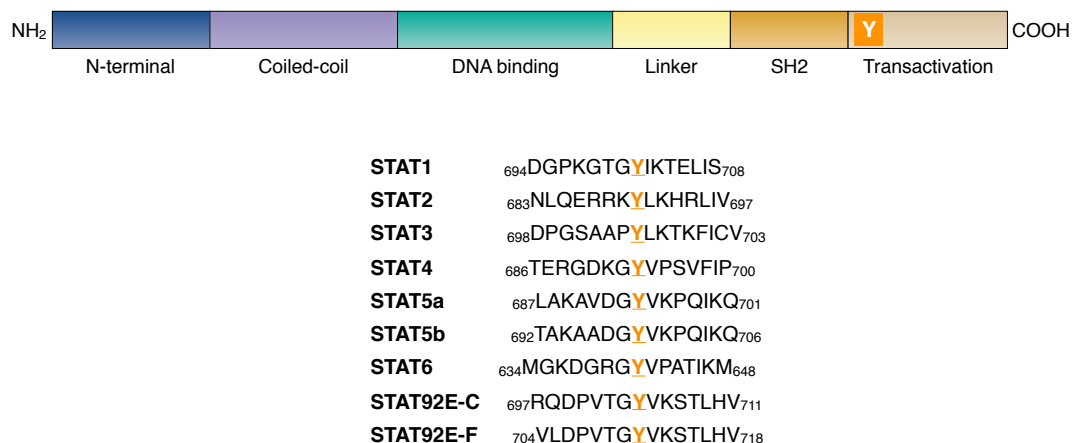 NH2 Y COOH
N-terminal Coiled-coil DNA binding Linker SH2 Transactivation
STAT1 694DGPKGTGYIKTELIS708
STAT2 683NLQERRKYLKHRLIV697
STAT3 698DPGSAAPYLKTKFICV703
STAT4 686TERGDKGYVPSVFIP700
STAT5a 687LAKAVDGYVKPQIKQ701
STAT5b 692TAKAADGYVKPQIKQ706
STAT6 634MGKDGRGYVPATIKM648
STAT92E-C 697RQDPVTGYVKSTLHV711
STAT92E-F 704VLDPVTGYVKSTLHV718